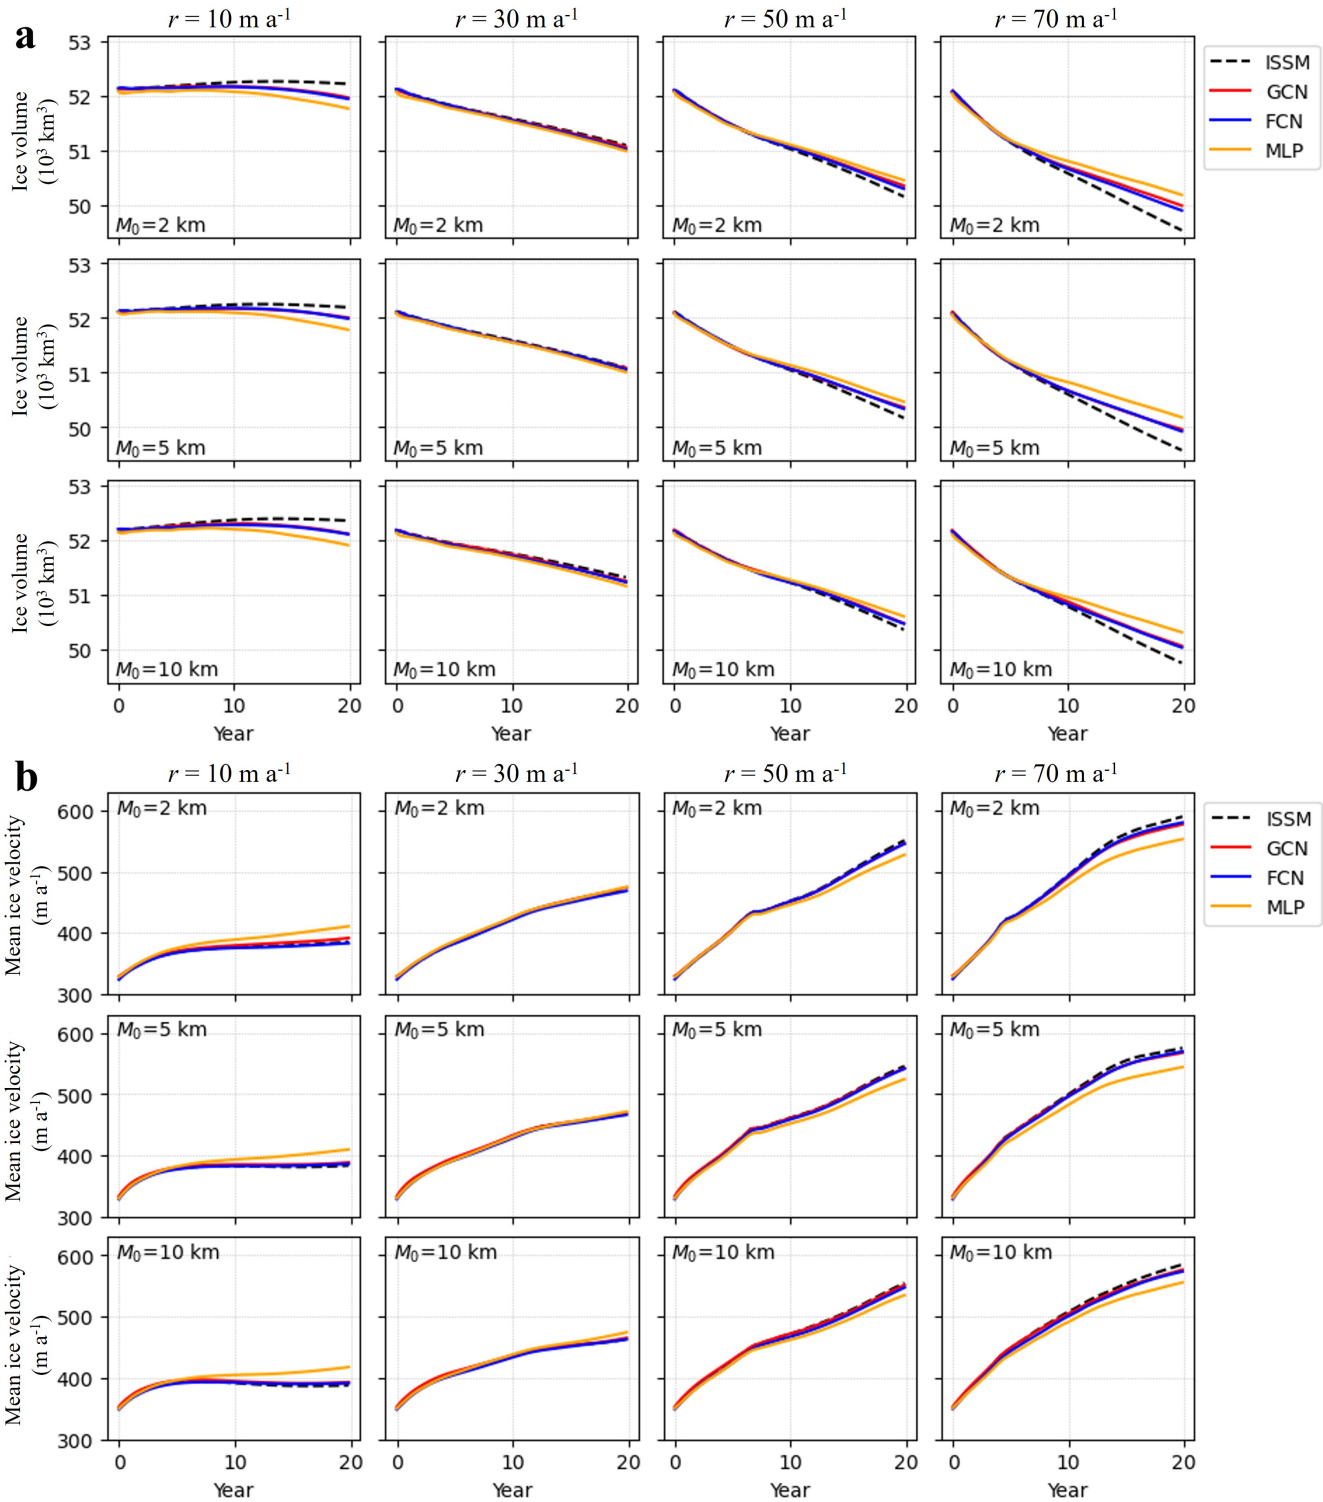 a
r = 10 m a⁻¹
r = 30 m a⁻¹
r = 50 m a⁻¹
r = 70 m a⁻¹
Ice volume
(10³ km³)
53
52
51
50
M₀=2 km
M₀=2 km
M₀=2 km
M₀=2 km
ISSM
GCN
FCN
MLP
Ice volume
(10³ km³)
53
52
51
50
M₀=5 km
M₀=5 km
M₀=5 km
M₀=5 km
Ice volume
(10³ km³)
53
52
51
50
M₀=10 km
M₀=10 km
M₀=10 km
M₀=10 km
0 10 20
0 10 20
0 10 20
0 10 20
Year
Year
Year
Year
b
r = 10 m a⁻¹
r = 30 m a⁻¹
r = 50 m a⁻¹
r = 70 m a⁻¹
Mean ice velocity
(m a⁻¹)
600
500
400
300
M₀=2 km
M₀=2 km
M₀=2 km
M₀=2 km
ISSM
GCN
FCN
MLP
Mean ice velocity
(m a⁻¹)
600
500
400
300
M₀=5 km
M₀=5 km
M₀=5 km
M₀=5 km
Mean ice velocity
(m a⁻¹)
600
500
400
300
M₀=10 km
M₀=10 km
M₀=10 km
M₀=10 km
0 10 20
0 10 20
0 10 20
0 10 20
Year
Year
Year
Year